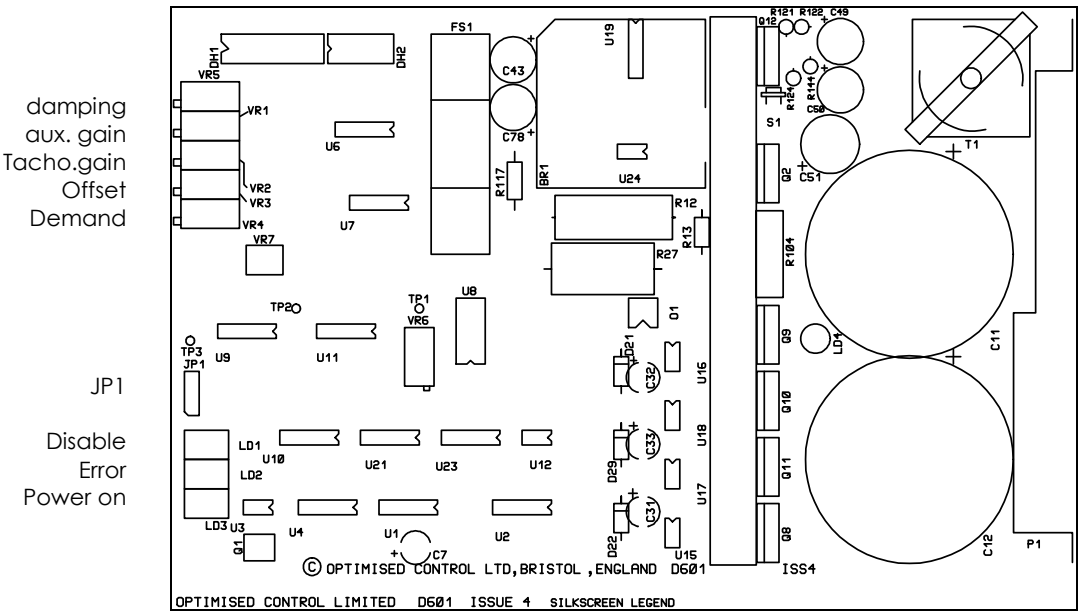 damping
aux. gain
Tacho.gain
Offset
Demand
JP1
Disable
Error
Power on
DH1
DH2
FS1
U19
Q12
R121
R122
C49
VR5
C43
VR1
R124
R144
C50
U6
C78
S1
T1
BR1
U24
R117
Q2
C51
VR2
VR3
R12
VR4
U7
R13
VR7
R27
R104
U8
TP2
TP1
VR6
D1
TP3
U9
U11
D21
Q9
LD4
C11
JP1
C32
U16
Q10
LD1
U10
U21
U23
U12
C33
U18
LD2
D29
Q11
U17
LD3
U3
U4
U1
U2
C31
D22
Q8
Q1
C7
U15
C12
P1
© OPTIMISED CONTROL LTD,BRISTOL ,ENGLAND D601
ISS4
OPTIMISED CONTROL LIMITED D601 ISSUE 4 SILKSCREEN LEGEND